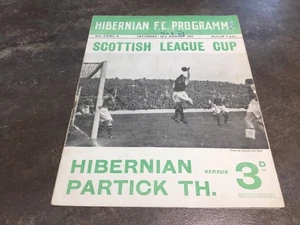 HIBERNIAN F.C. PROGRAMME
SCOTTISH LEAGUE CUP
HIBERNIAN
VERSUS
PARTICK TH.
3D